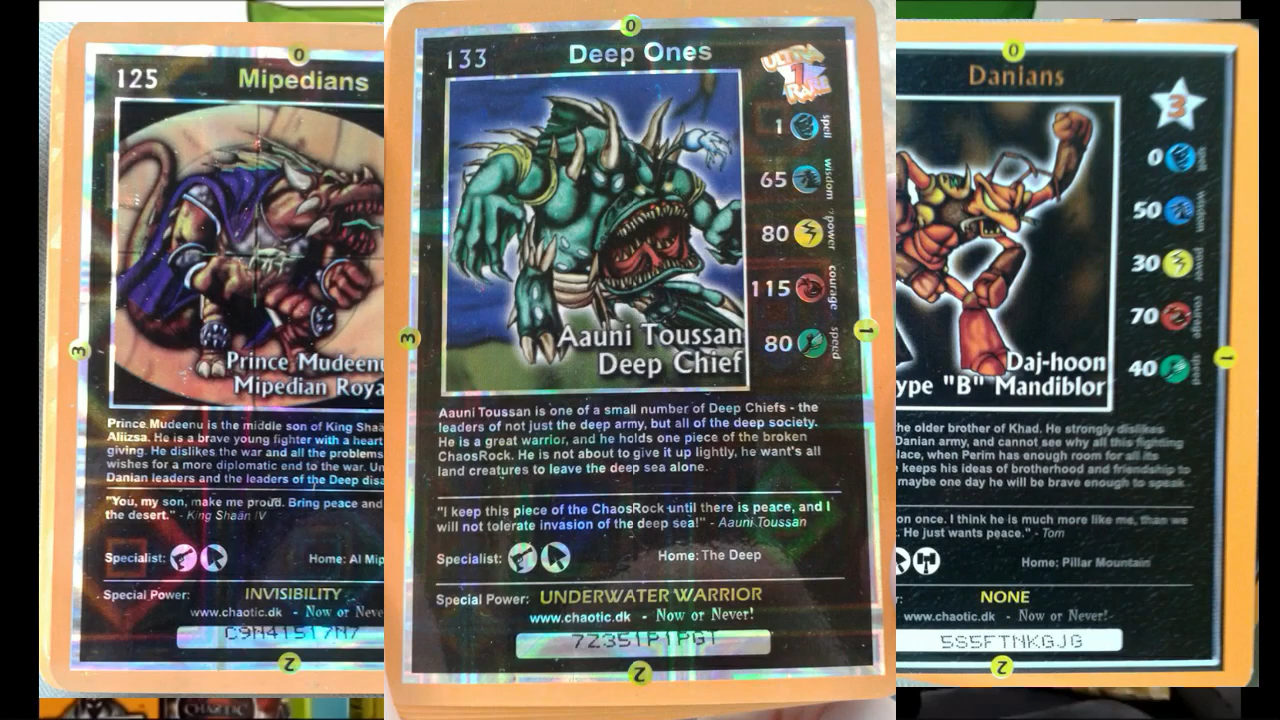 0
125 Mipedians
3
Prince Mudeenu
Mipedian Roya
Prince Mudeenu is the middle son of King Shaä
Aliizsa. He is a brave young fighter with a heart
giving. He dislikes the war and all the problems
wishes for a more diplomatic end to the war. Un
Danian leaders and the leaders of the Deep disa
"You, my son, make me proud. Bring peace and
the desert." - King Shaän IV
Specialist:
Home: Al Mip
Special Power: INVISIBILITY
www.chaotic.dk - Now or Neve
2
0
133 Deep Ones
ULTRA
1
RARE
1 spell
65 wisdom
80 power
115 courage
80 speed
3
1
Aauni Toussan
Deep Chief
Aauni Toussan is one of a small number of Deep Chiefs - the
leaders of not just the deep army, but all of the deep society.
He is a great warrior, and he holds one piece of the broken
ChaosRock. He is not about to give it up lightly, he want's all
land creatures to leave the deep sea alone.
"I keep this piece of the ChaosRock until there is peace, and I
will not tolerate invasion of the deep sea!" - Aauni Toussan
Specialist:
Home: The Deep
Special Power: UNDERWATER WARRIOR
www.chaotic.dk - Now or Never!
7Z351P1PGT
2
0
Danians
3
0 spell
50 wisdom
30 power
70 courage
40 speed
1
Daj-hoon
ype "B" Mandiblor
he older brother of Khad. He strongly dislikes
Danian army, and cannot see why all this fighting
lace, when Perim has enough room for all its
keeps his ideas of brotherhood and friendship to
maybe one day he will be brave enough to speak
on once. I think he is much more like me, than we
. He just wants peace." - Tom
Home: Pillar Mountain
r: NONE
www.chaotic.dk - Now or Never!
5S5FTNKGJG
2
CHAOTIC